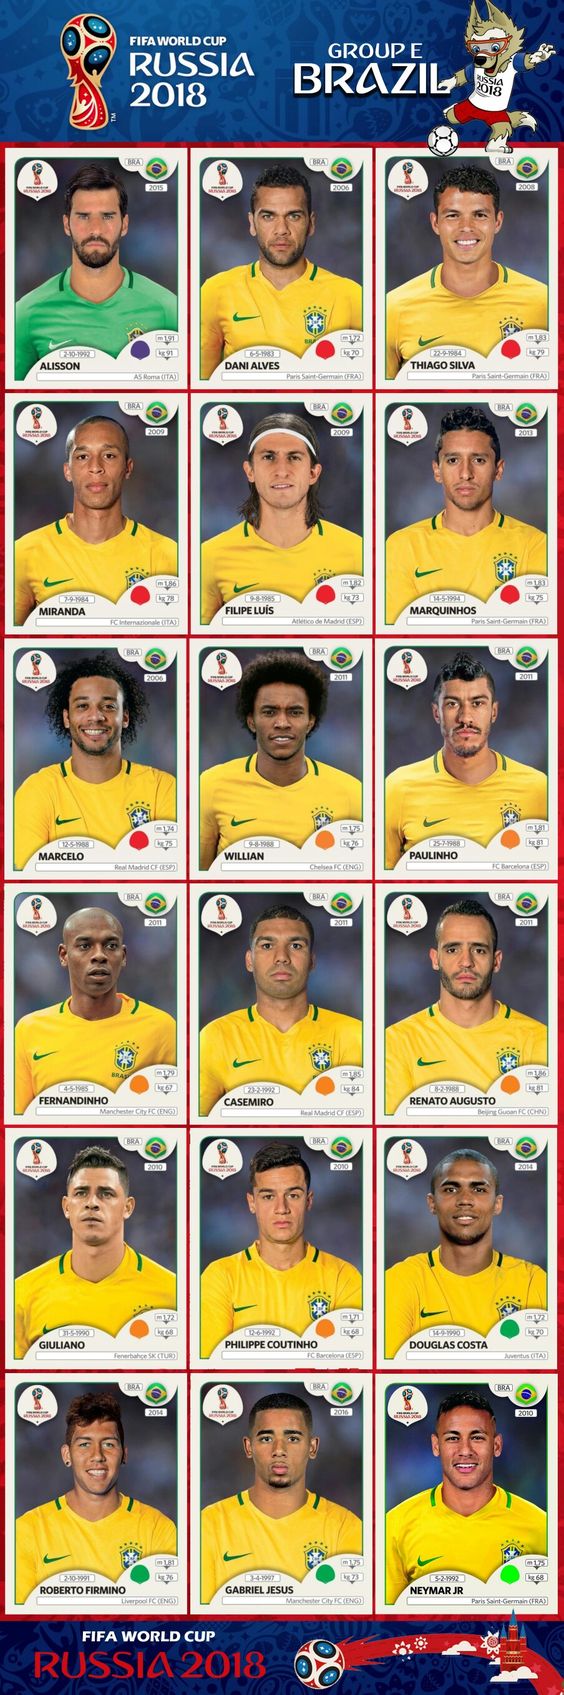 FIFA WORLD CUP
RUSSIA
2018
GROUP E
BRAZIL
RUSSIA
2018
BRA
2015
m 1,91
kg 91
2-10-1992
ALISSON
AS Roma (ITA)
BRA
2006
m 1,72
kg 70
6-5-1983
DANI ALVES
Paris Saint-Germain (FRA)
BRA
2008
m 1,83
kg 79
22-9-1984
THIAGO SILVA
Paris Saint-Germain (FRA)
BRA
2009
m 1,86
kg 78
7-9-1984
MIRANDA
FC Internazionale (ITA)
BRA
2009
m 1,82
kg 73
9-8-1985
FILIPE LUÍS
Atlético de Madrid (ESP)
BRA
2013
m 1,83
kg 75
14-5-1994
MARQUINHOS
Paris Saint-Germain (FRA)
BRA
2006
m 1,74
kg 75
12-5-1988
MARCELO
Real Madrid CF (ESP)
BRA
2011
m 1,75
kg 76
9-8-1988
WILLIAN
Chelsea FC (ENG)
BRA
2011
m 1,81
kg 81
25-7-1988
PAULINHO
FC Barcelona (ESP)
BRA
2011
m 1,79
kg 67
4-5-1985
FERNANDINHO
Manchester City FC (ENG)
BRA
2011
m 1,85
kg 84
23-2-1992
CASEMIRO
Real Madrid CF (ESP)
BRA
2011
m 1,86
kg 81
8-2-1988
RENATO AUGUSTO
Beijing Guoan FC (CHN)
BRA
2010
m 1,72
kg 68
31-5-1990
GIULIANO
Fenerbahçe SK (TUR)
BRA
2010
m 1,71
kg 68
12-6-1992
PHILIPPE COUTINHO
FC Barcelona (ESP)
BRA
2014
m 1,72
kg 70
14-9-1990
DOUGLAS COSTA
Juventus (ITA)
BRA
2014
m 1,81
kg 76
2-10-1991
ROBERTO FIRMINO
Liverpool FC (ENG)
BRA
2016
m 1,75
kg 73
3-4-1997
GABRIEL JESUS
Manchester City FC (ENG)
BRA
2010
m 1,75
kg 68
5-2-1992
NEYMAR JR
Paris Saint-Germain (FRA)
FIFA WORLD CUP
RUSSIA 2018